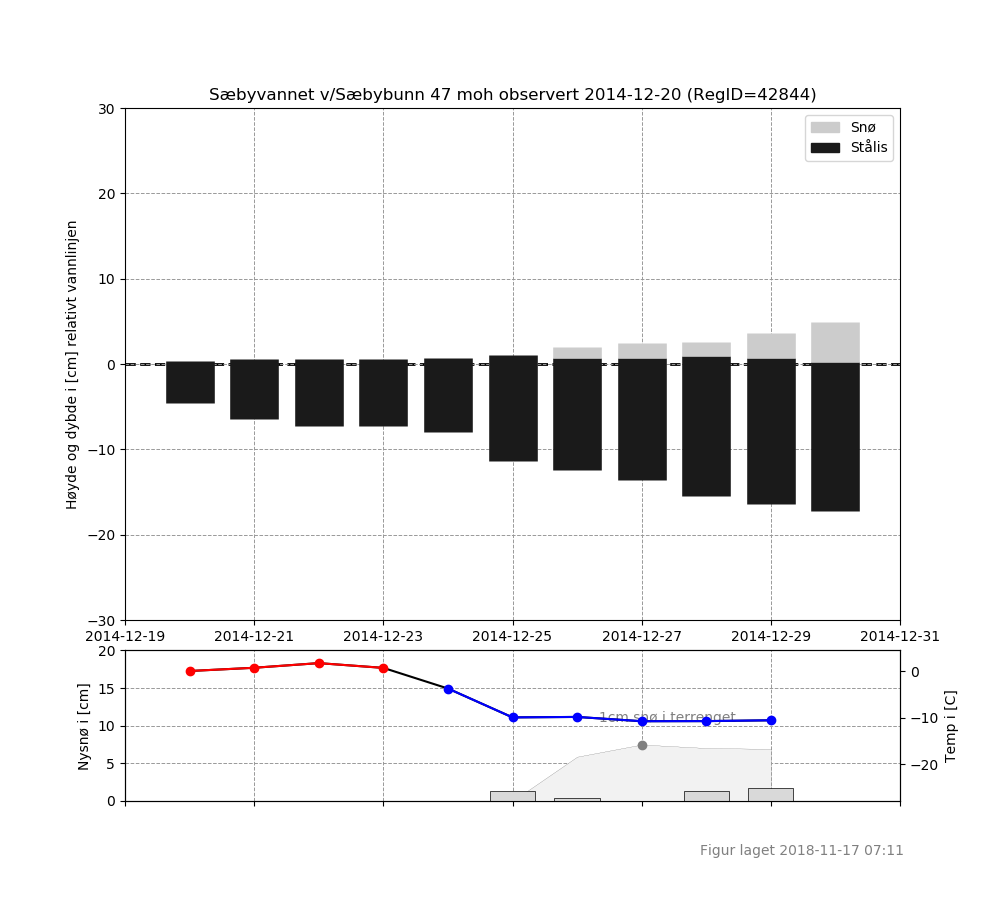 Sæbyvannet v/Sæbybunn 47 moh observert 2014-12-20 (RegID=42844)
Høyde og dybde i [cm] relativt vannlinjen
30
20
10
0
−10
−20
−30
Snø
Stålis
2014-12-19 2014-12-21 2014-12-23 2014-12-25 2014-12-27 2014-12-29 2014-12-31
Nysnø i [cm]
20
15
10
5
0
1cm snø i terrenget
0
−10
−20
Temp i [C]
Figur laget 2018-11-17 07:11